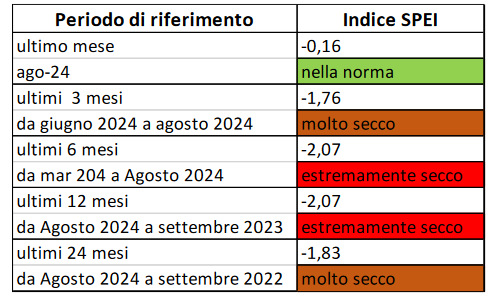 Periodo di riferimento Indice SPEI
ultimo mese -0,16
ago-24 nella norma
ultimi 3 mesi -1,76
da giugno 2024 a agosto 2024 molto secco
ultimi 6 mesi -2,07
da mar 204 a Agosto 2024 estremamente secco
ultimi 12 mesi -2,07
da Agosto 2024 a settembre 2023 estremamente secco
ultimi 24 mesi -1,83
da Agosto 2024 a settembre 2022 molto secco